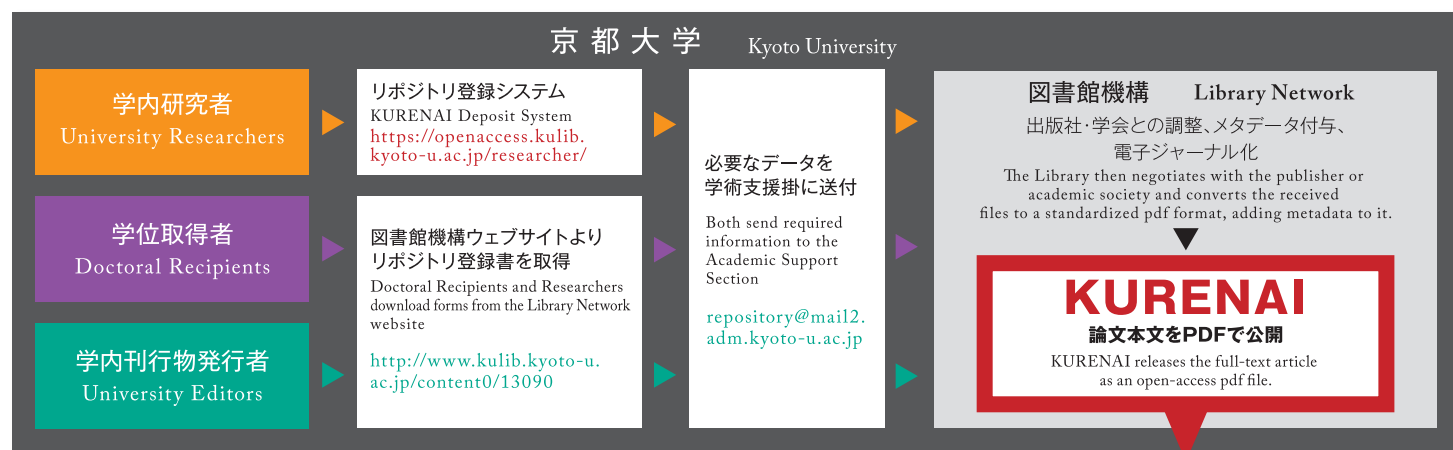 京都大学 Kyoto University
学内研究者
University Researchers
リポジトリ登録システム
KURENAI Deposit System
https://openaccess.kulib.
kyoto-u.ac.jp/researcher/
学位取得者
Doctoral Recipients
学内刊行物発行者
University Editors
図書館機構ウェブサイトより
リポジトリ登録書を取得
Doctoral Recipients and Researchers
download forms from the Library Network
website
http://www.kulib.kyoto-u.
ac.jp/content0/13090
必要なデータを
学術支援掛に送付
Both send required
information to the
Academic Support
Section
repository@mail2.
adm.kyoto-u.ac.jp
図書館機構 Library Network
出版社・学会との調整、メタデータ付与、
電子ジャーナル化
The Library then negotiates with the publisher or
academic society and converts the received
files to a standardized pdf format, adding metadata to it.
KURENAI
論文本文をPDFで公開
KURENAI releases the full-text article
as an open-access pdf file.